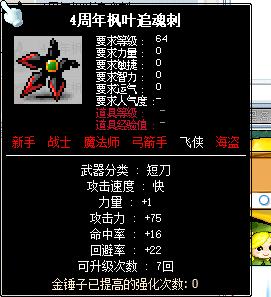 4周年枫叶追魂刺
要求等级： 64
要求力量： 0
要求敏捷： 0
要求智力： 0
要求运气： 0
要求人气度： -
道具等级： -
道具经验值： -
新手 战士 魔法师 弓箭手 飞侠 海盗
武器分类 : 短刀
攻击速度 : 快
力量 : +1
攻击力 : +75
命中率 : +16
回避率 : +22
可升级次数 : 7回
金锤子已提高的强化次数: 0